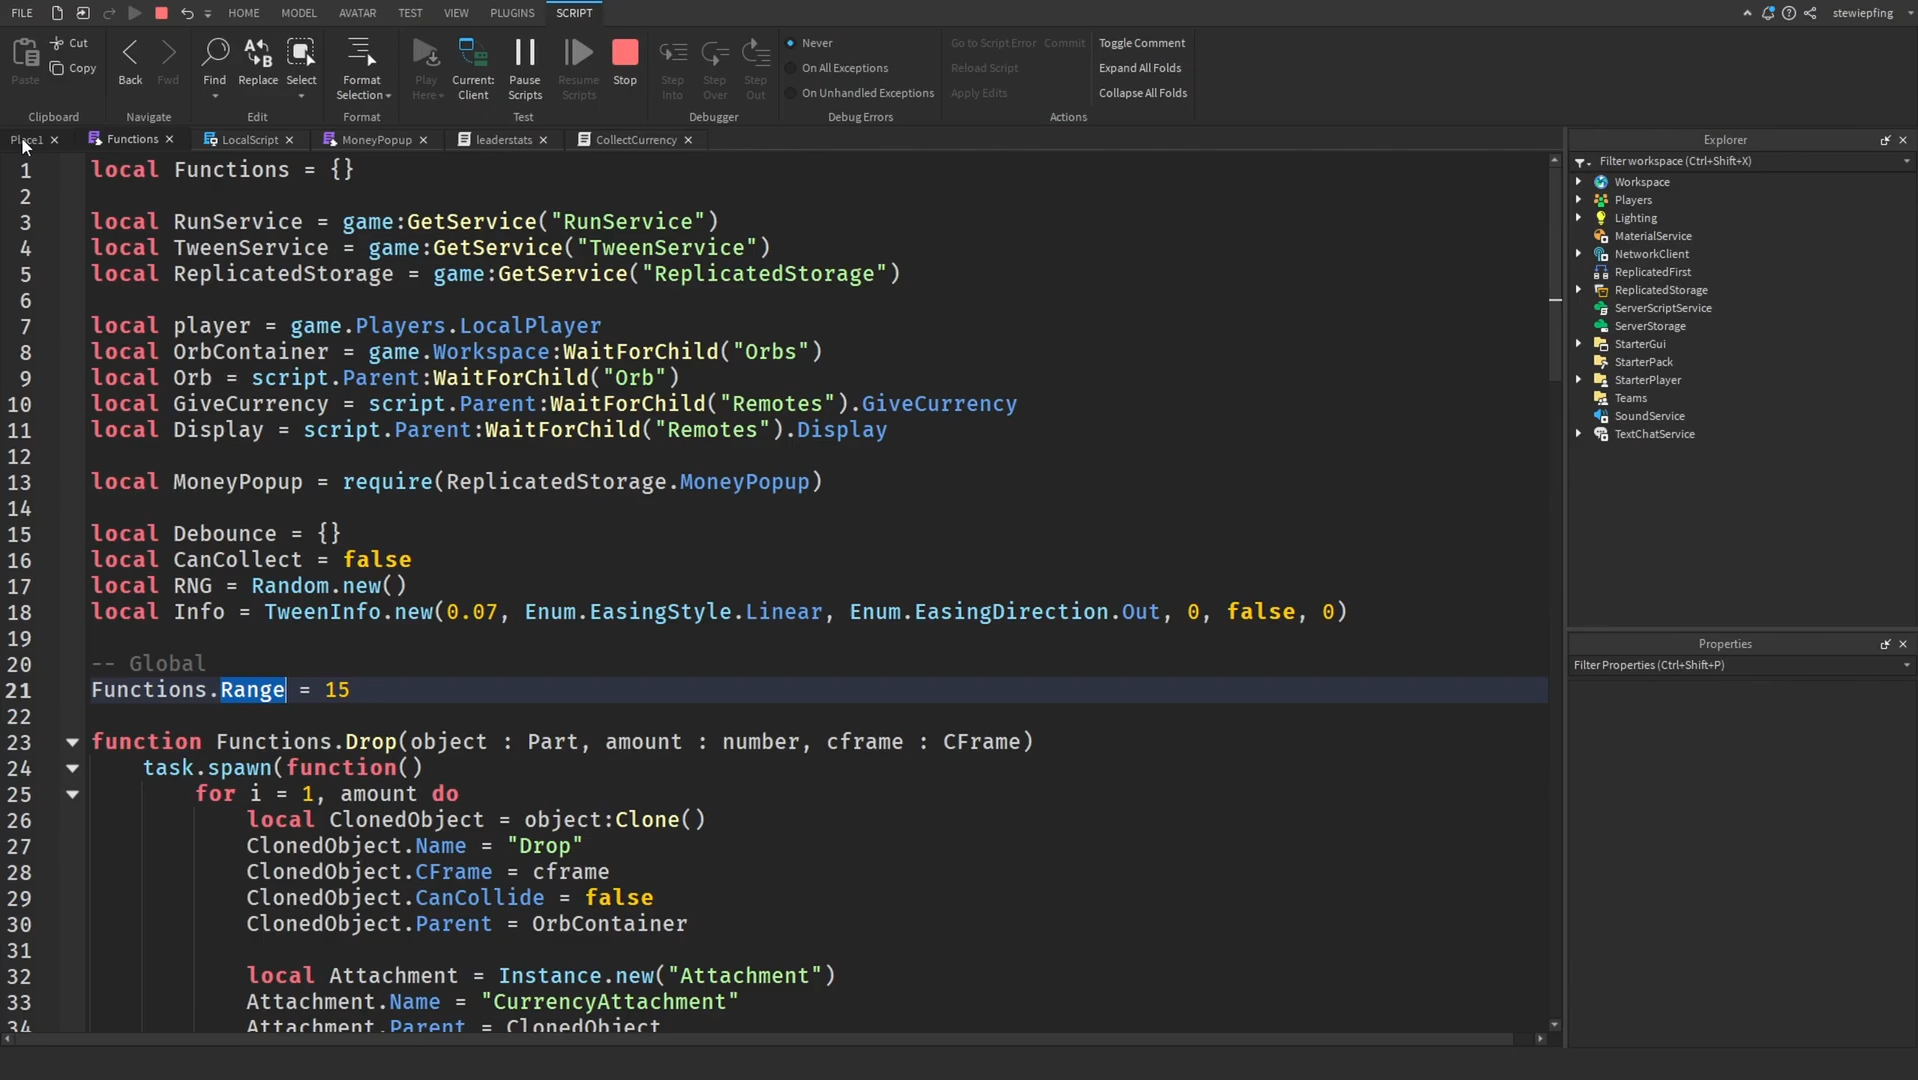 FILE HOME MODEL AVATAR TEST VIEW PLUGINS SCRIPT stewiepfing
Paste Cut Copy
Clipboard
Back Fwd
Navigate
Find Replace Select
Edit
Format Selection
Format
Play Here Current: Client Pause Scripts Resume Scripts Stop
Test
Step Into Step Over Step Out
Debugger
Never
On All Exceptions
On Unhandled Exceptions
Debug Errors
Go to Script Error Commit
Reload Script
Apply Edits
Toggle Comment
Expand All Folds
Collapse All Folds
Actions
Place1 Functions LocalScript MoneyPopup leaderstats CollectCurrency
1 local Functions = {}
2
3 local RunService = game:GetService("RunService")
4 local TweenService = game:GetService("TweenService")
5 local ReplicatedStorage = game:GetService("ReplicatedStorage")
6
7 local player = game.Players.LocalPlayer
8 local OrbContainer = game.Workspace:WaitForChild("Orbs")
9 local Orb = script.Parent:WaitForChild("Orb")
10 local GiveCurrency = script.Parent:WaitForChild("Remotes").GiveCurrency
11 local Display = script.Parent:WaitForChild("Remotes").Display
12
13 local MoneyPopup = require(ReplicatedStorage.MoneyPopup)
14
15 local Debounce = {}
16 local CanCollect = false
17 local RNG = Random.new()
18 local Info = TweenInfo.new(0.07, Enum.EasingStyle.Linear, Enum.EasingDirection.Out, 0, false, 0)
19
20 -- Global
21 Functions.Range = 15
22
23 function Functions.Drop(object : Part, amount : number, cframe : CFrame)
24 task.spawn(function()
25 for i = 1, amount do
26 local ClonedObject = object:Clone()
27 ClonedObject.Name = "Drop"
28 ClonedObject.CFrame = cframe
29 ClonedObject.CanCollide = false
30 ClonedObject.Parent = OrbContainer
31
32 local Attachment = Instance.new("Attachment")
33 Attachment.Name = "CurrencyAttachment"
34 Attachment.Parent = ClonedObject
Explorer
Filter workspace (Ctrl+Shift+X)
Workspace
Players
Lighting
MaterialService
NetworkClient
ReplicatedFirst
ReplicatedStorage
ServerScriptService
ServerStorage
StarterGui
StarterPack
StarterPlayer
Teams
SoundService
TextChatService
Properties
Filter Properties (Ctrl+Shift+P)